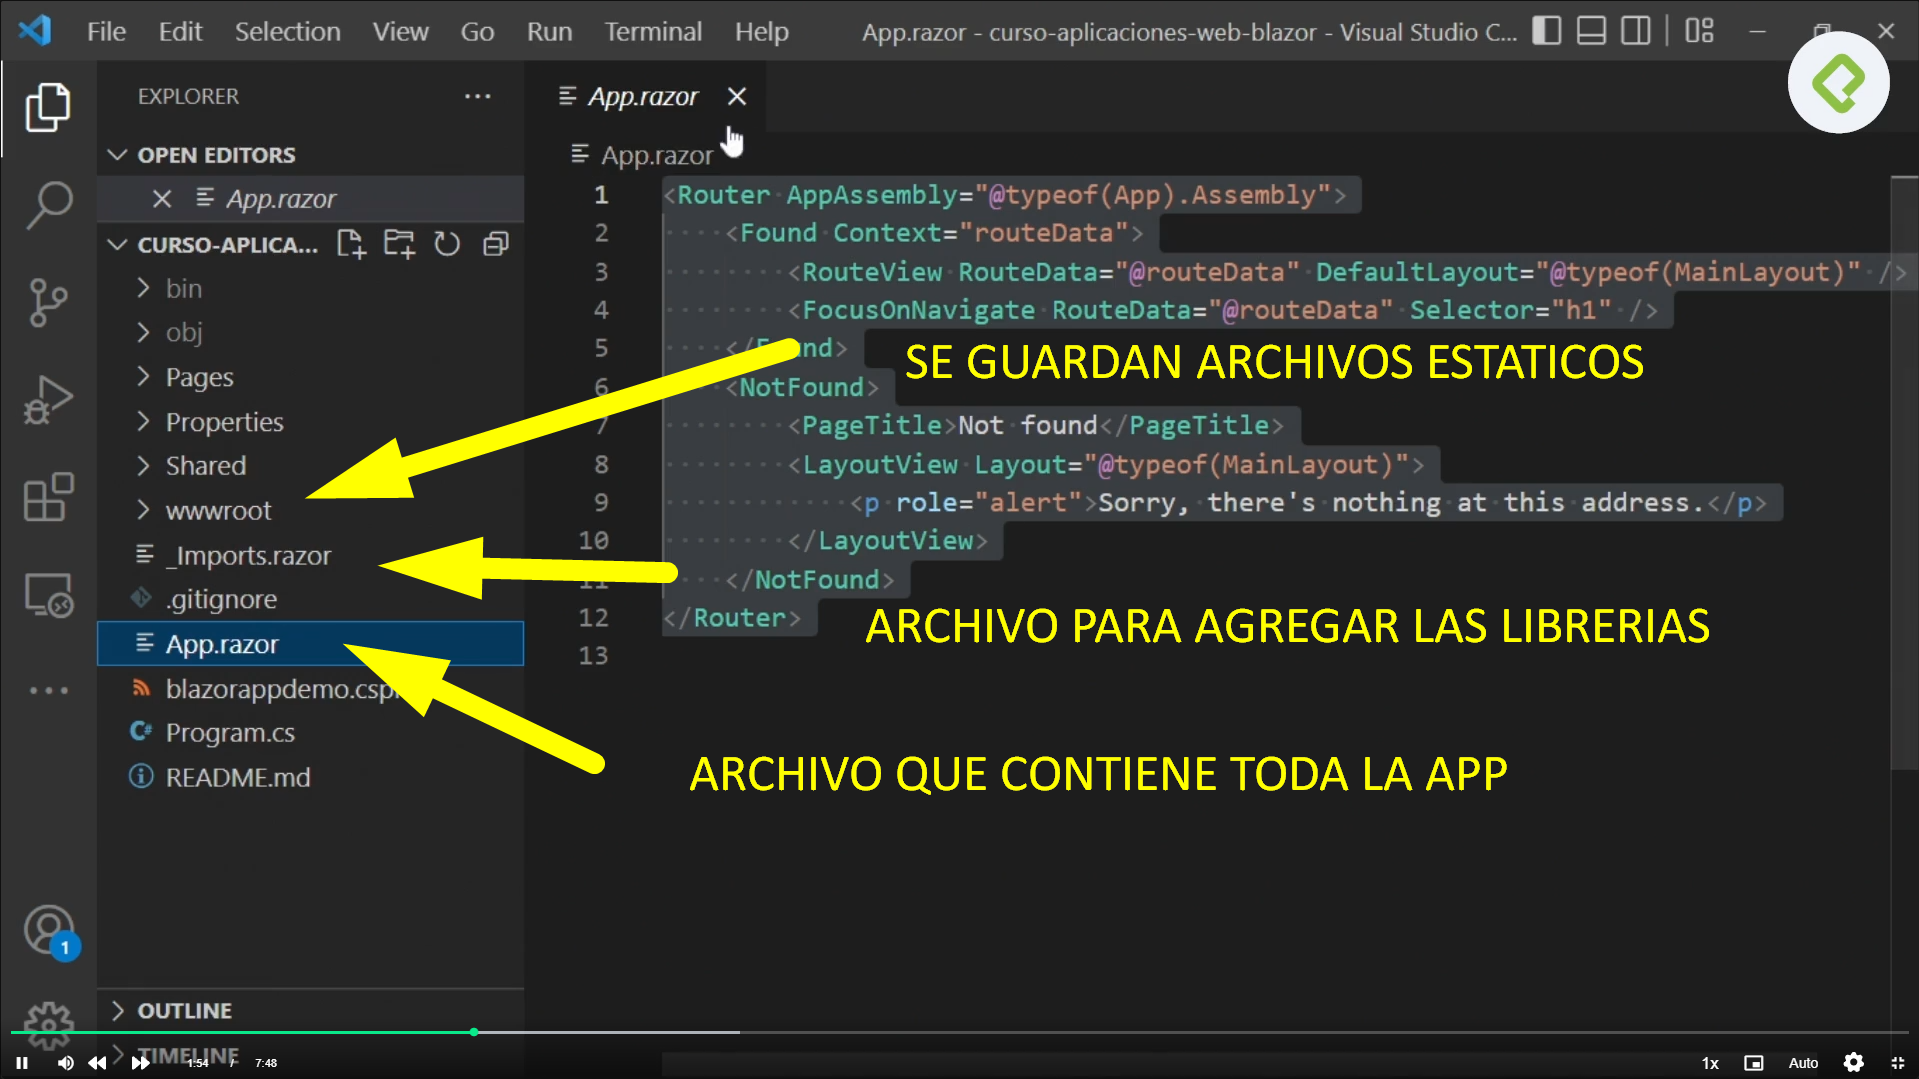 File Edit Selection View Go Run Terminal Help App.razor - curso-aplicaciones-web-blazor - Visual Studio C...
EXPLORER
OPEN EDITORS
App.razor
CURSO-APLICA...
bin
obj
Pages
Properties
Shared
wwwroot
_Imports.razor
.gitignore
App.razor
Program.cs
README.md
OUTLINE
TIMELINE
1
App.razor
App.razor
1 <Router AppAssembly="@typeof(App).Assembly">
2 <Found Context="routeData">
3 <RouteView RouteData="@routeData" DefaultLayout="@typeof(MainLayout)" />
4 <FocusOnNavigate RouteData="@routeData" Selector="h1" />
5 </Found>
6 <NotFound>
7 <PageTitle>Not found</PageTitle>
8 <LayoutView Layout="@typeof(MainLayout)">
9 <p role="alert">Sorry, there's nothing at this address.</p>
10 </LayoutView>
11 </NotFound>
12 </Router>
13
SE GUARDAN ARCHIVOS ESTATICOS
ARCHIVO PARA AGREGAR LAS LIBRERIAS
ARCHIVO QUE CONTIENE TODA LA APP
1:54 / 7:48
1x Auto